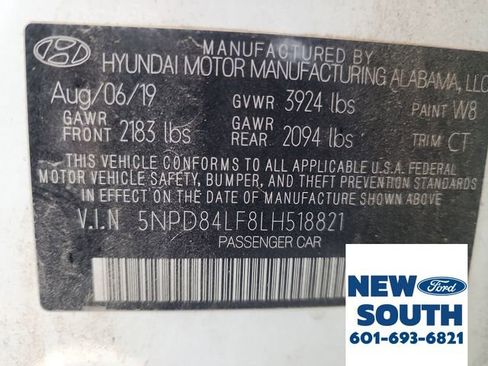 MANUFACTURED BY
HYUNDAI MOTOR MANUFACTURING ALABAMA, LLC
Aug/06/19 GVWR 3924 lbs PAINT W8
GAWR FRONT 2183 lbs GAWR REAR 2094 lbs TRIM CT
THIS VEHICLE CONFORMS TO ALL APPLICABLE U.S.A. FEDERAL
MOTOR VEHICLE SAFETY, BUMPER, AND THEFT PREVENTION STANDARDS
IN EFFECT ON THE DATE OF MANUFACTURE SHOWN ABOVE.
V.I.N 5NPD84LF8LH518821
PASSENGER CAR
NEW Ford
SOUTH
601-693-6821